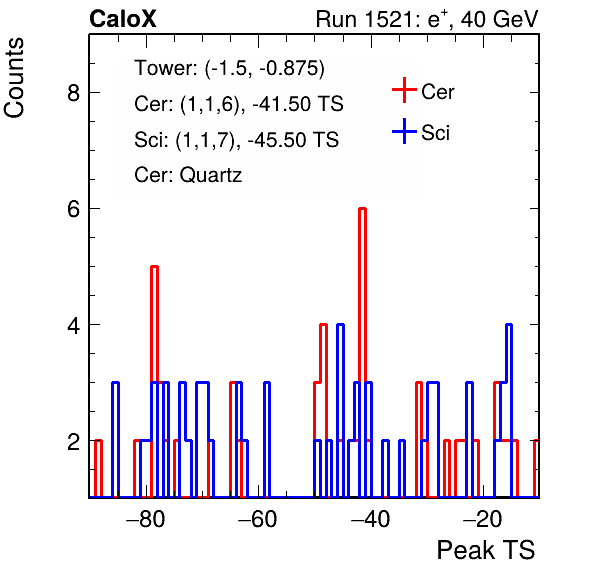 CaloX Run 1521: e⁺, 40 GeV
Counts
Tower: (-1.5, -0.875)
Cer: (1,1,6), -41.50 TS
Sci: (1,1,7), -45.50 TS
Cer: Quartz
Cer
Sci
8
6
4
2
−80 −60 −40 −20
Peak TS